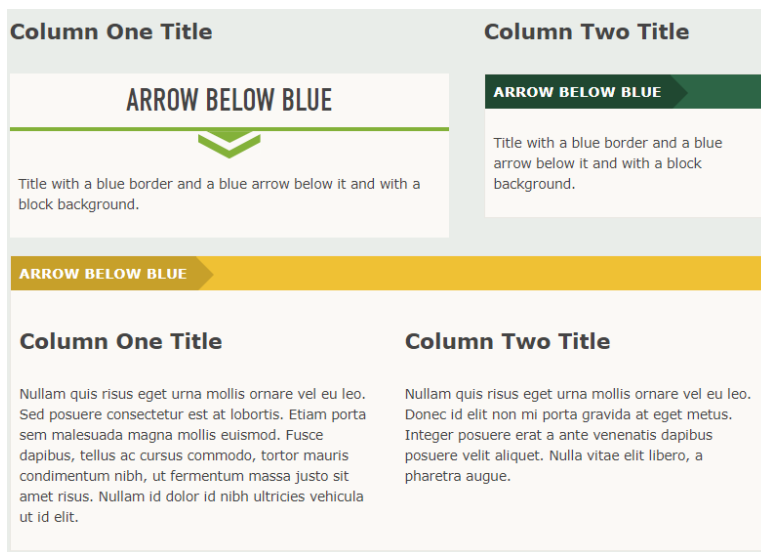 Column One Title
ARROW BELOW BLUE
Title with a blue border and a blue arrow below it and with a
block background.
Column Two Title
ARROW BELOW BLUE
Title with a blue border and a blue
arrow below it and with a block
background.
ARROW BELOW BLUE
Column One Title
Nullam quis risus eget urna mollis ornare vel eu leo.
Sed posuere consectetur est at lobortis. Etiam porta
sem malesuada magna mollis euismod. Fusce
dapibus, tellus ac cursus commodo, tortor mauris
condimentum nibh, ut fermentum massa justo sit
amet risus. Nullam id dolor id nibh ultricies vehicula
ut id elit.
Column Two Title
Nullam quis risus eget urna mollis ornare vel eu leo.
Donec id elit non mi porta gravida at eget metus.
Integer posuere erat a ante venenatis dapibus
posuere velit aliquet. Nulla vitae elit libero, a
pharetra augue.